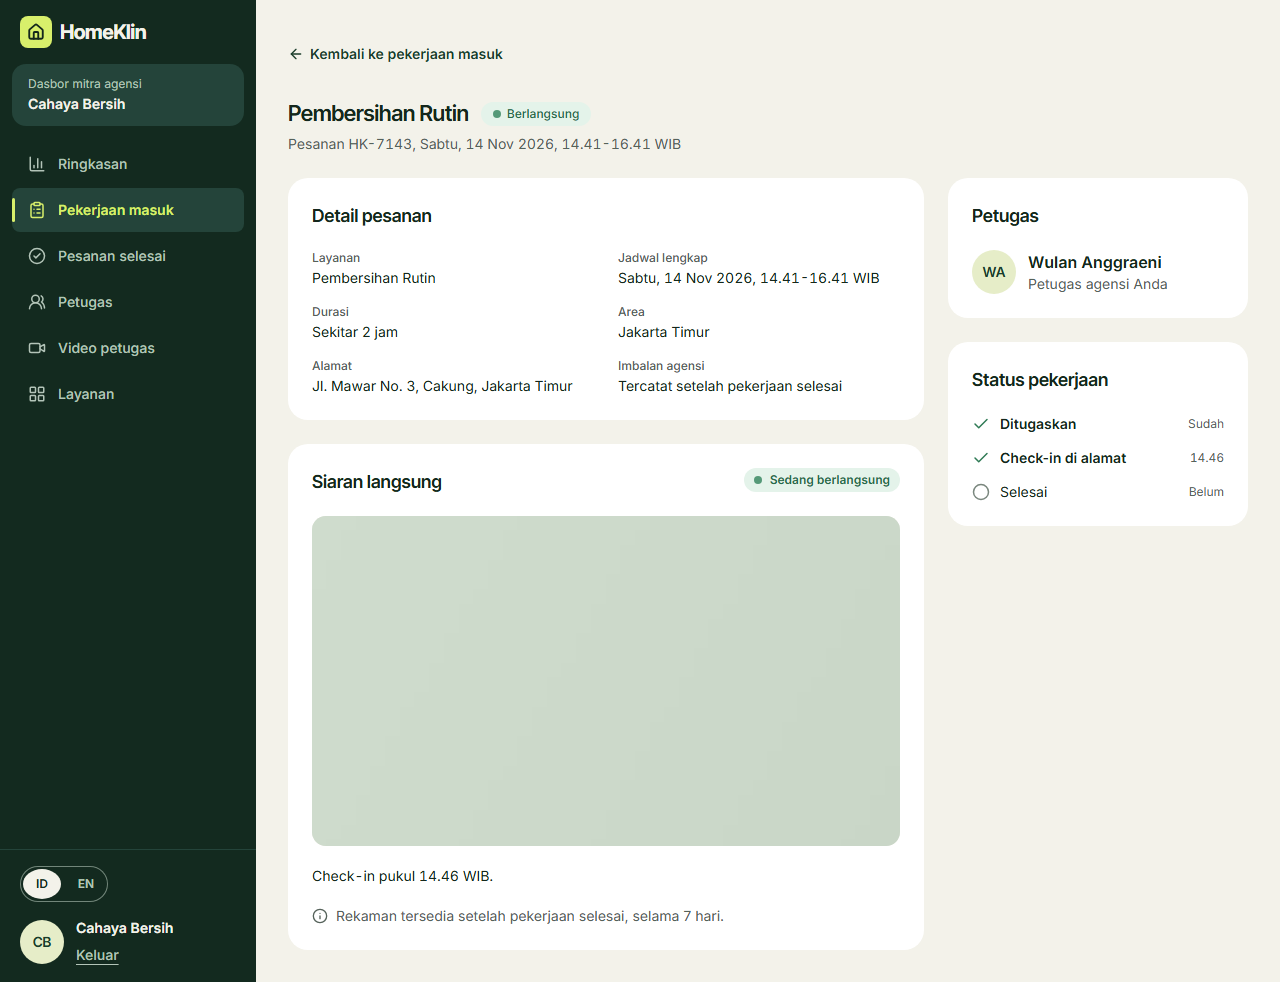 HomeKlin
Dasbor mitra agensi
Cahaya Bersih
Ringkasan
Pekerjaan masuk
Pesanan selesai
Petugas
Video petugas
Layanan
ID EN
CB
Cahaya Bersih
Keluar
Kembali ke pekerjaan masuk
Pembersihan Rutin
Berlangsung
Pesanan HK-7143, Sabtu, 14 Nov 2026, 14.41-16.41 WIB
Detail pesanan
Layanan
Pembersihan Rutin
Jadwal lengkap
Sabtu, 14 Nov 2026, 14.41-16.41 WIB
Durasi
Sekitar 2 jam
Area
Jakarta Timur
Alamat
Jl. Mawar No. 3, Cakung, Jakarta Timur
Imbalan agensi
Tercatat setelah pekerjaan selesai
Siaran langsung
Sedang berlangsung
Check-in pukul 14.46 WIB.
Rekaman tersedia setelah pekerjaan selesai, selama 7 hari.
Petugas
WA
Wulan Anggraeni
Petugas agensi Anda
Status pekerjaan
Ditugaskan Sudah
Check-in di alamat 14.46
Selesai Belum